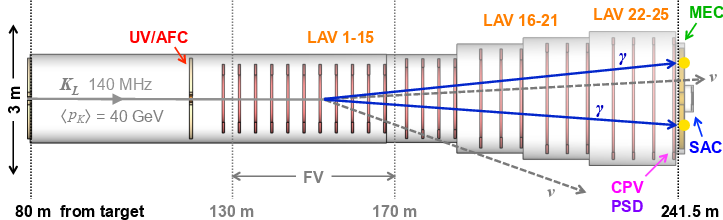 LAV 22-25
MEC
LAV 16-21
UV/AFC
LAV 1-15
K_L 140 MHz
⟨p_K⟩ = 40 GeV
3 m
γ
γ
ν
ν
FV
SAC
CPV
PSD
80 m from target
130 m
170 m
241.5 m